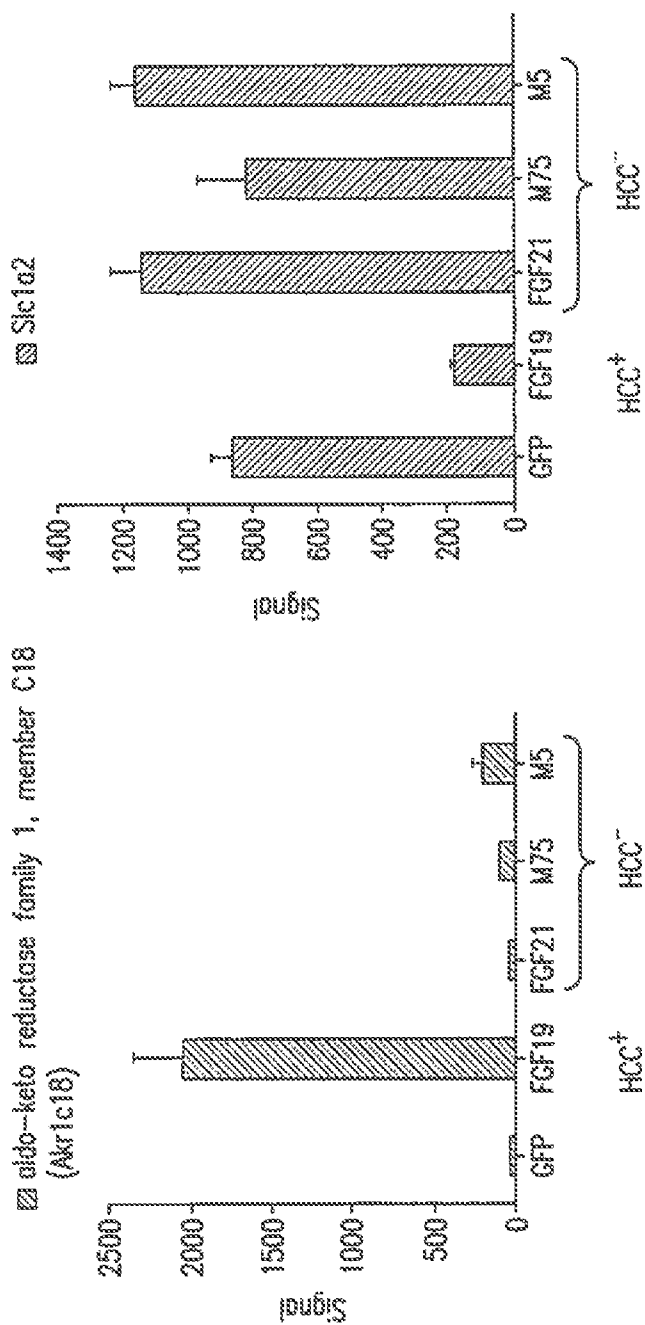 aldo-keto reductase family 1, member C18
(Akr1c18)
Signal
2500
2000
1500
1000
500
0
GFP FGF19 FGF21 M75 M5
HCC+ HCC-
Slc1a2
Signal
1400
1200
1000
800
600
400
200
0
GFP FGF19 FGF21 M75 M5
HCC+ HCC-